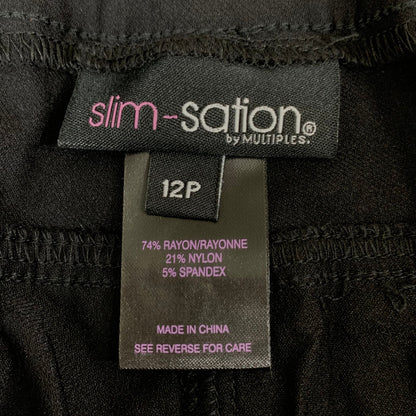 slim~sation®
by MULTIPLES.
12P
74% RAYON/RAYONNE
21% NYLON
5% SPANDEX
MADE IN CHINA
SEE REVERSE FOR CARE